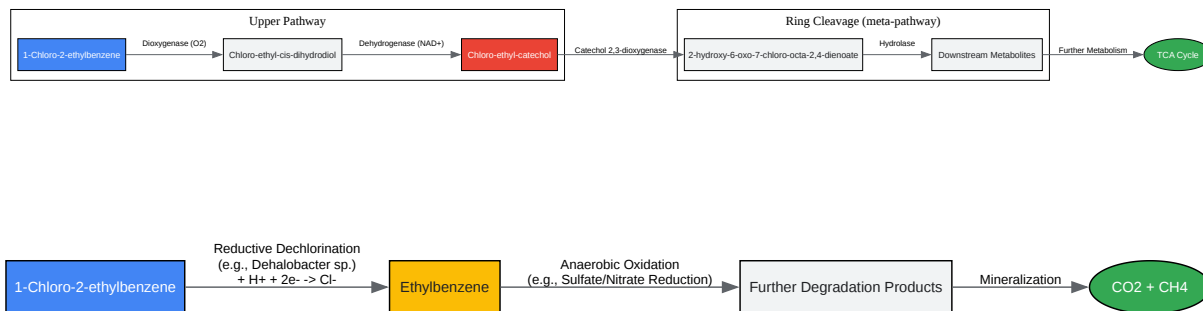 Upper Pathway
Ring Cleavage (meta-pathway)
1-Chloro-2-ethylbenzene
Dioxygenase (O2)
Chloro-ethyl-cis-dihydrodiol
Dehydrogenase (NAD+)
Chloro-ethyl-catechol
Catechol 2,3-dioxygenase
2-hydroxy-6-oxo-7-chloro-octa-2,4-dienoate
Hydrolase
Downstream Metabolites
Further Metabolism
TCA Cycle
1-Chloro-2-ethylbenzene
Reductive Dechlorination
(e.g., Dehalobacter sp.)
+ H+ + 2e- -> Cl-
Ethylbenzene
Anaerobic Oxidation
(e.g., Sulfate/Nitrate Reduction)
Further Degradation Products
Mineralization
CO2 + CH4